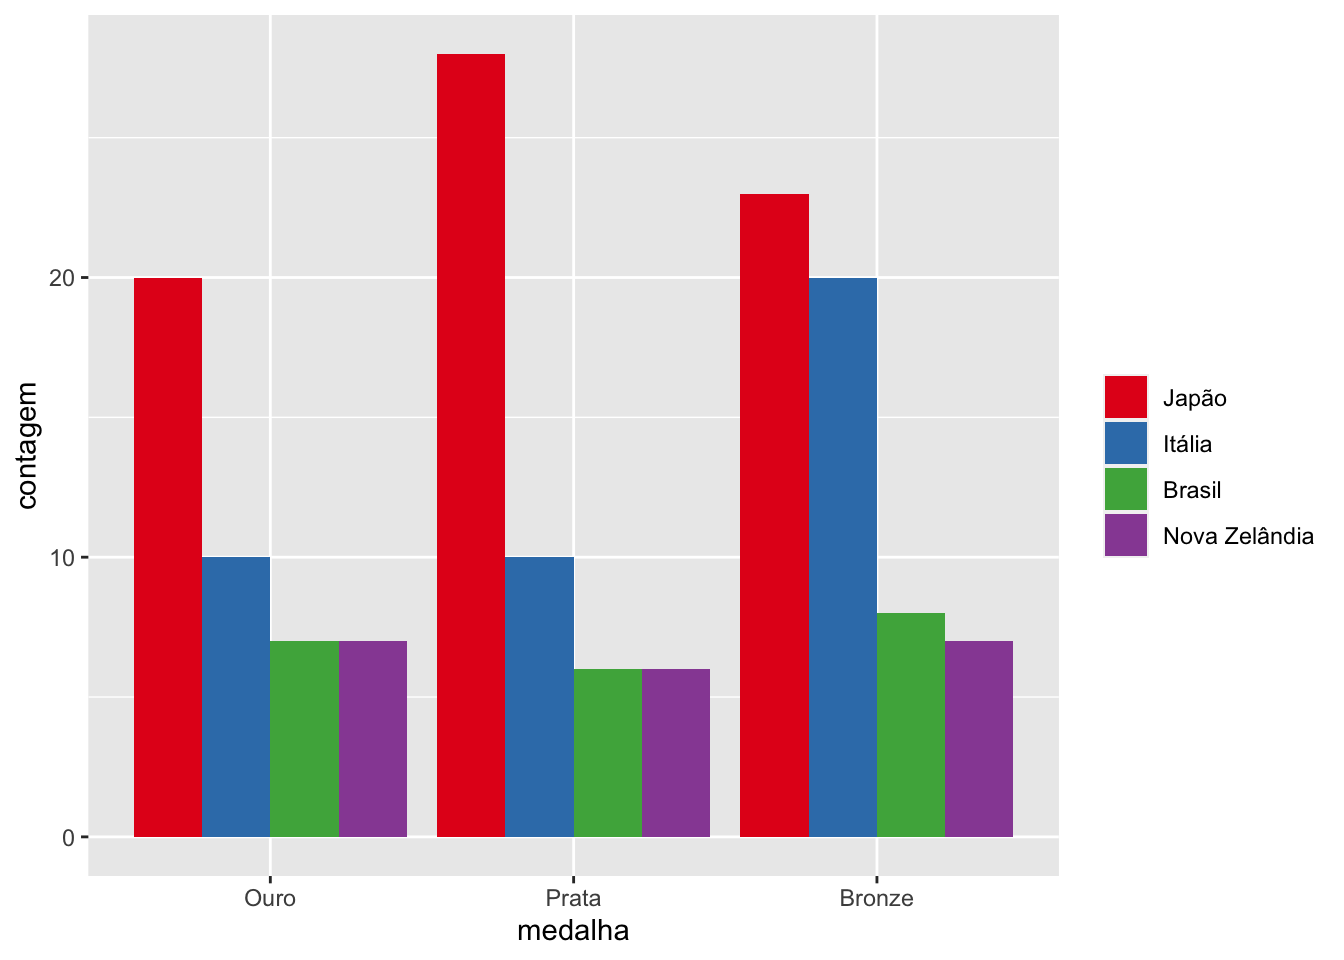 contagem
20
10
0
Ouro Prata Bronze
medalha
Japão
Itália
Brasil
Nova Zelândia